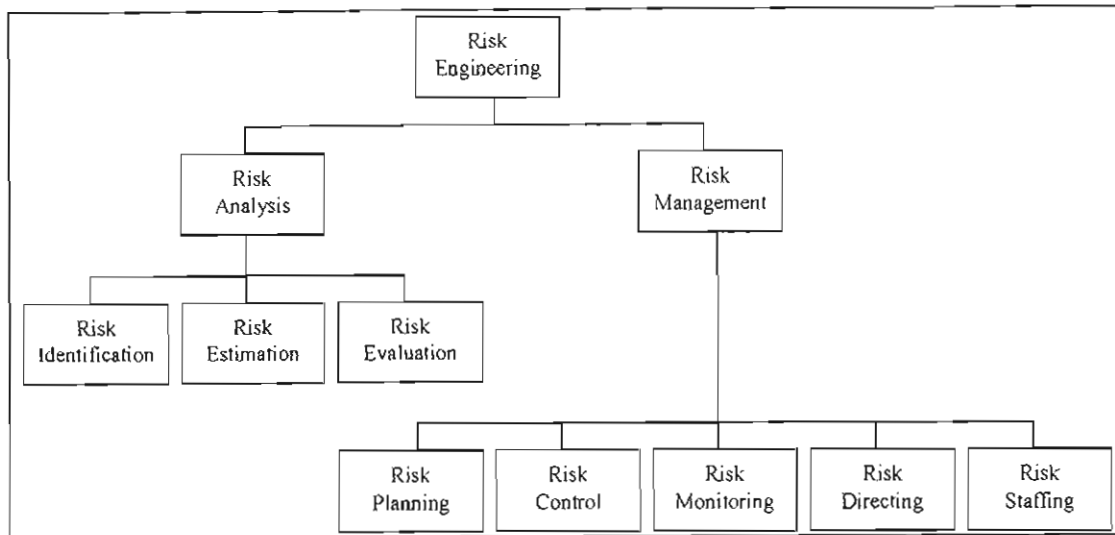 Risk
Engineering
Risk
Analysis
Risk
Management
Risk
Identification
Risk
Estimation
Risk
Evaluation
Risk
Planning
Risk
Control
Risk
Monitoring
Risk
Directing
Risk
Staffing